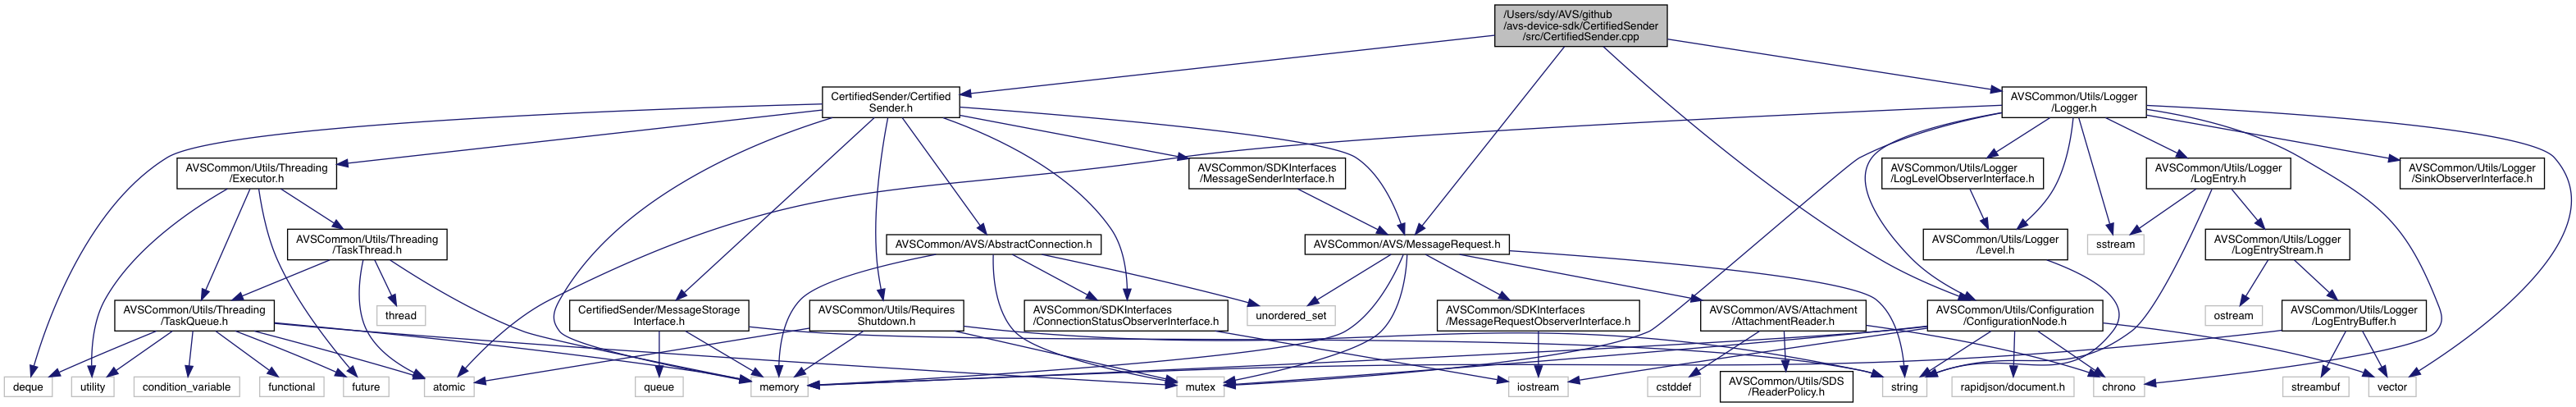 /Users/sdy/AVS/github
/avs-device-sdk/CertifiedSender
/src/CertifiedSender.cpp
CertifiedSender/Certified
Sender.h
AVSCommon/Utils/Logger
/Logger.h
AVSCommon/Utils/Threading
/Executor.h
AVSCommon/SDKInterfaces
/MessageSenderInterface.h
AVSCommon/Utils/Logger
/LogLevelObserverInterface.h
AVSCommon/Utils/Logger
/LogEntry.h
AVSCommon/Utils/Logger
/SinkObserverInterface.h
AVSCommon/Utils/Threading
/TaskThread.h
AVSCommon/AVS/AbstractConnection.h
AVSCommon/AVS/MessageRequest.h
AVSCommon/Utils/Logger
/Level.h
sstream
AVSCommon/Utils/Logger
/LogEntryStream.h
AVSCommon/Utils/Threading
/TaskQueue.h
thread
CertifiedSender/MessageStorage
Interface.h
AVSCommon/Utils/Requires
Shutdown.h
AVSCommon/SDKInterfaces
/ConnectionStatusObserverInterface.h
unordered_set
AVSCommon/SDKInterfaces
/MessageRequestObserverInterface.h
AVSCommon/AVS/Attachment
/AttachmentReader.h
AVSCommon/Utils/Configuration
/ConfigurationNode.h
ostream
AVSCommon/Utils/Logger
/LogEntryBuffer.h
deque
utility
condition_variable
functional
future
atomic
queue
memory
mutex
iostream
cstddef
AVSCommon/Utils/SDS
/ReaderPolicy.h
string
rapidjson/document.h
chrono
streambuf
vector